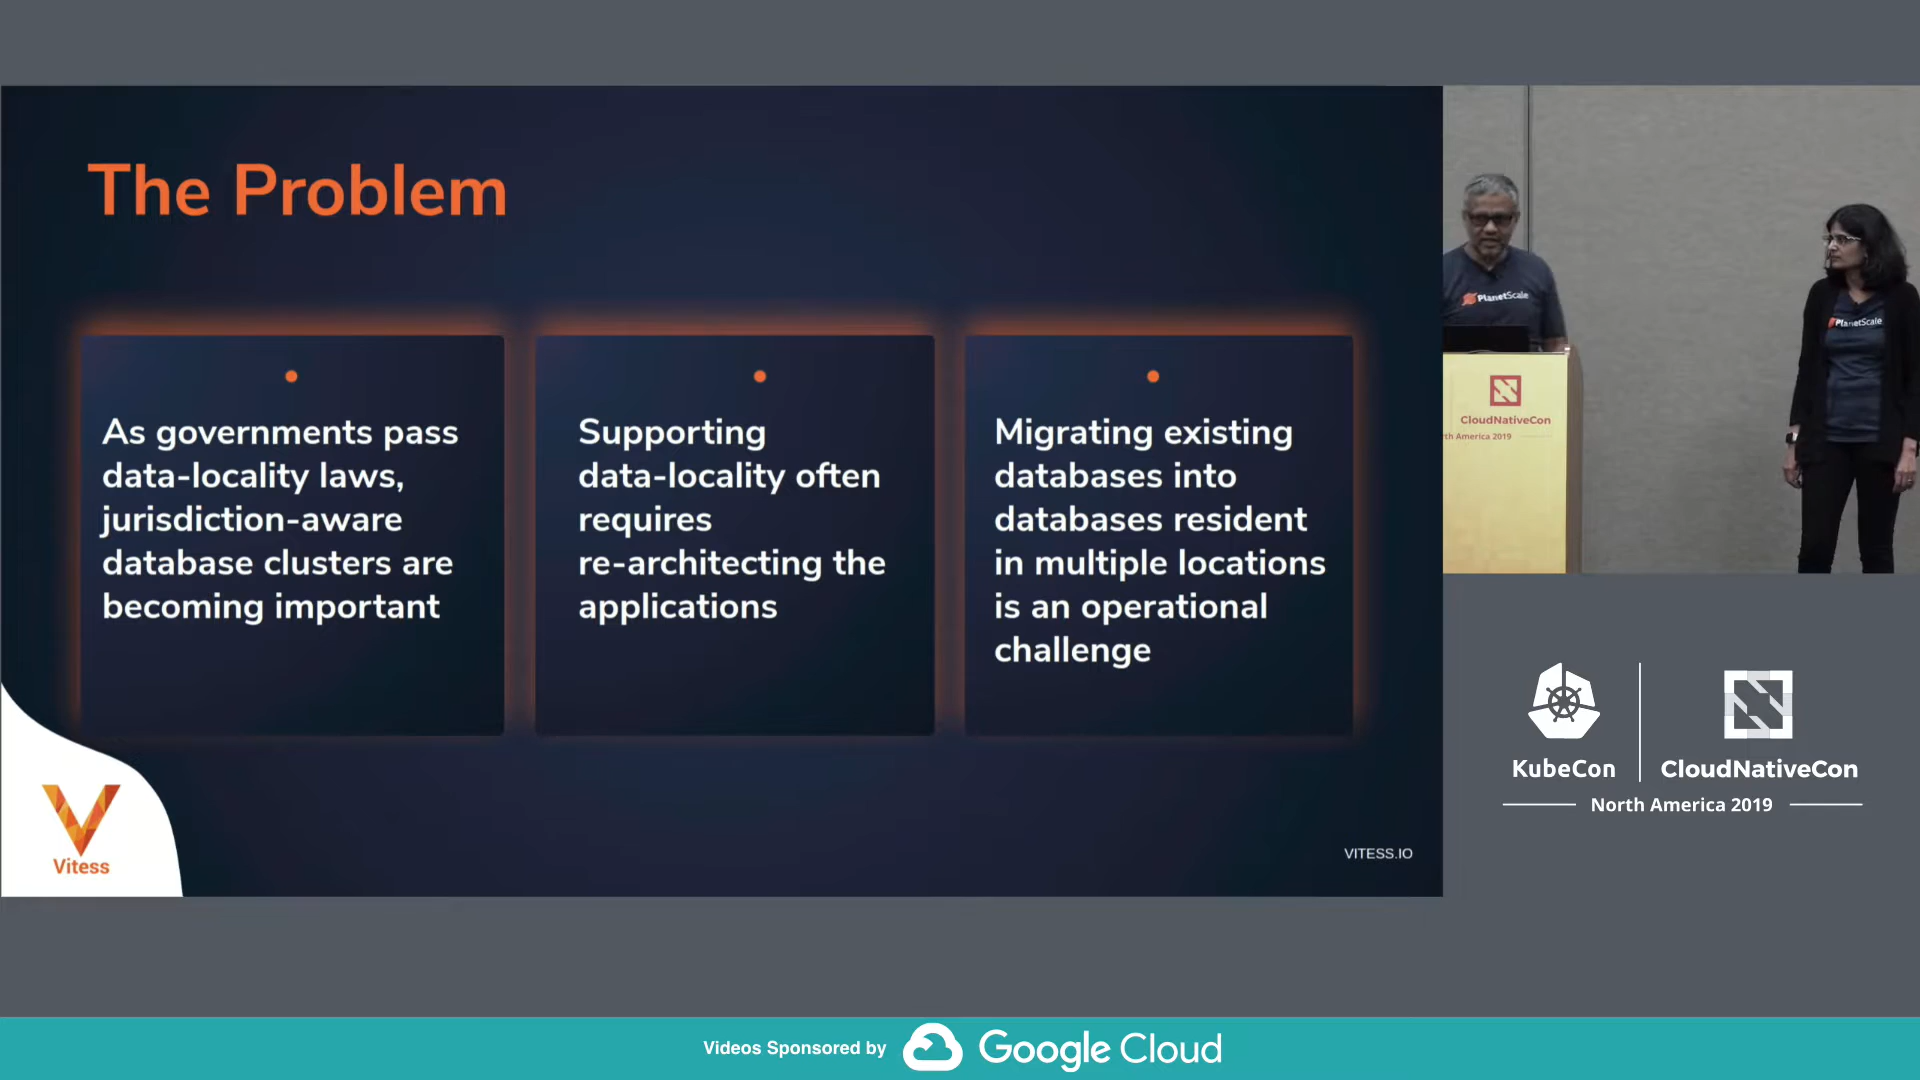 The Problem
As governments pass
data-locality laws,
jurisdiction-aware
database clusters are
becoming important
Supporting
data-locality often
requires
re-architecting the
applications
Migrating existing
databases into
databases resident
in multiple locations
is an operational
challenge
Vitess
VITESS.IO
PlanetScale
PlanetScale
CloudNativeCon
rth America 2019
KubeCon
CloudNativeCon
North America 2019
Videos Sponsored by
Google Cloud